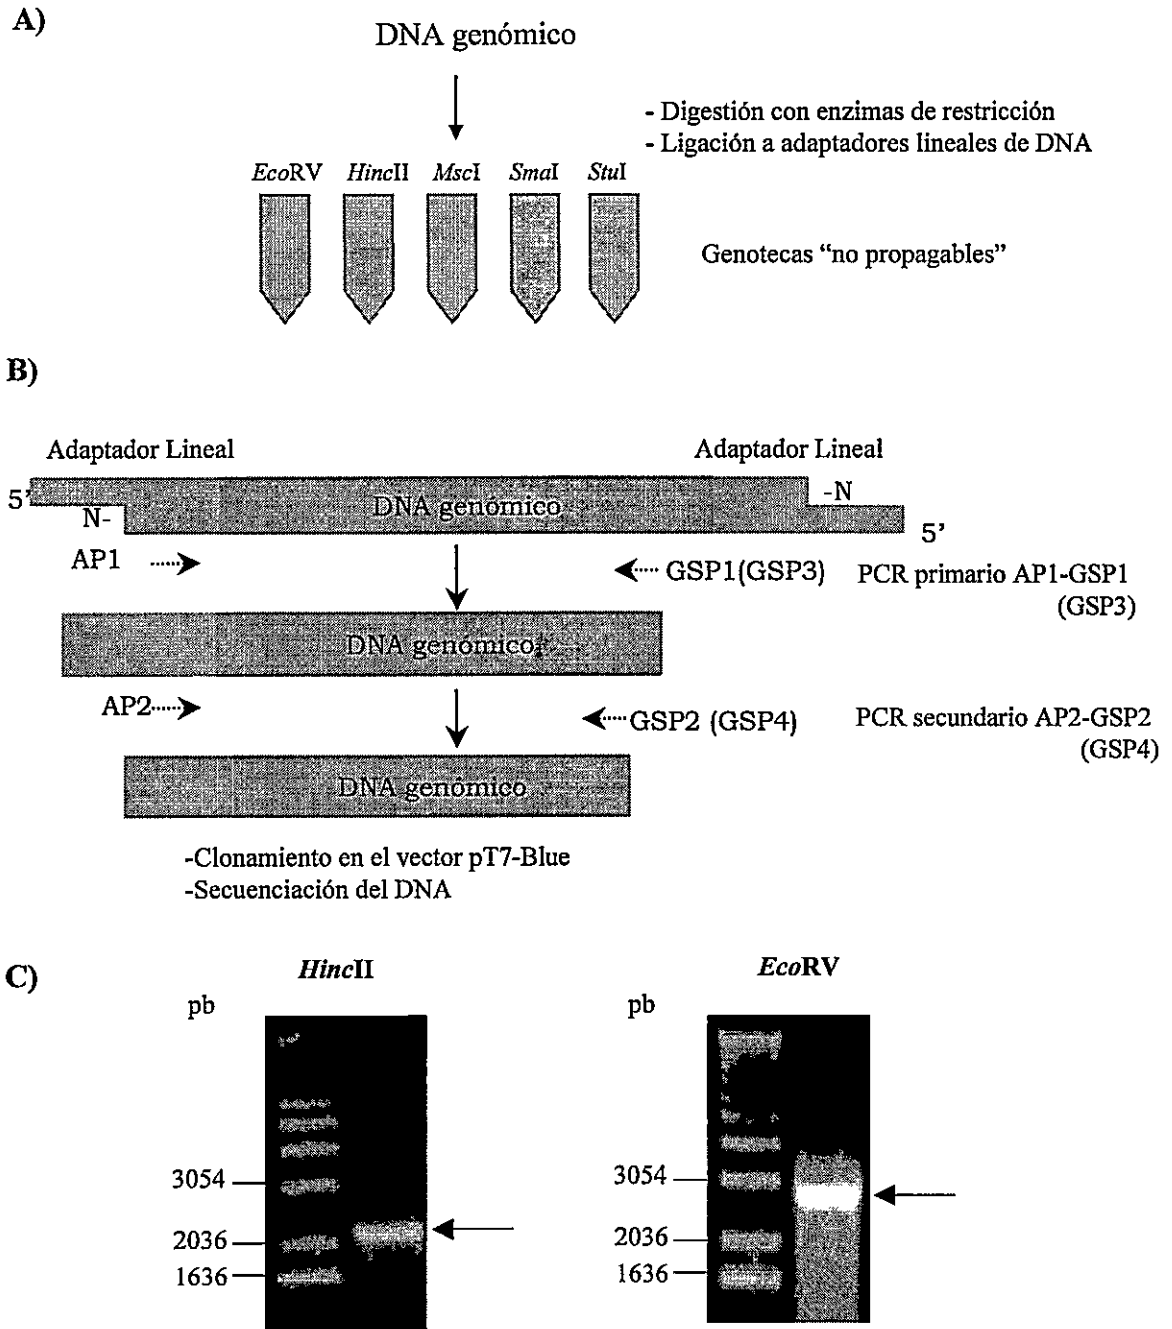 A)
DNA genómico
- Digestión con enzimas de restricción
- Ligación a adaptadores lineales de DNA
EcoRV HincII MscI SmaI StuI
Genotecas “no propagables”
B)
Adaptador Lineal Adaptador Lineal
5’ DNA genómico -N
N- 5’
AP1 GSP1(GSP3) PCR primario AP1-GSP1
(GSP3)
DNA genómico
AP2 GSP2 (GSP4) PCR secundario AP2-GSP2
(GSP4)
DNA genómico
-Clonamiento en el vector pT7-Blue
-Secuenciación del DNA
C)
HincII EcoRV
pb pb
3054 3054
2036 2036
1636 1636